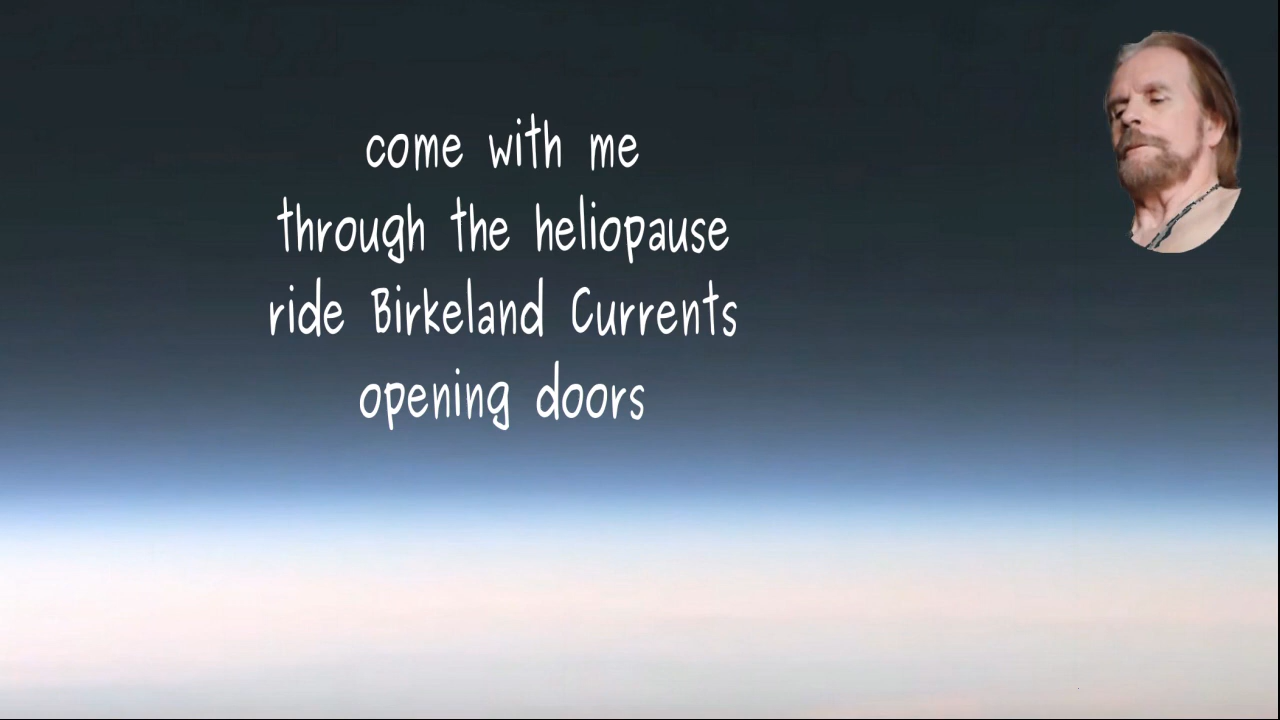 come with me
through the heliopause
ride Birkeland Currents
opening doors